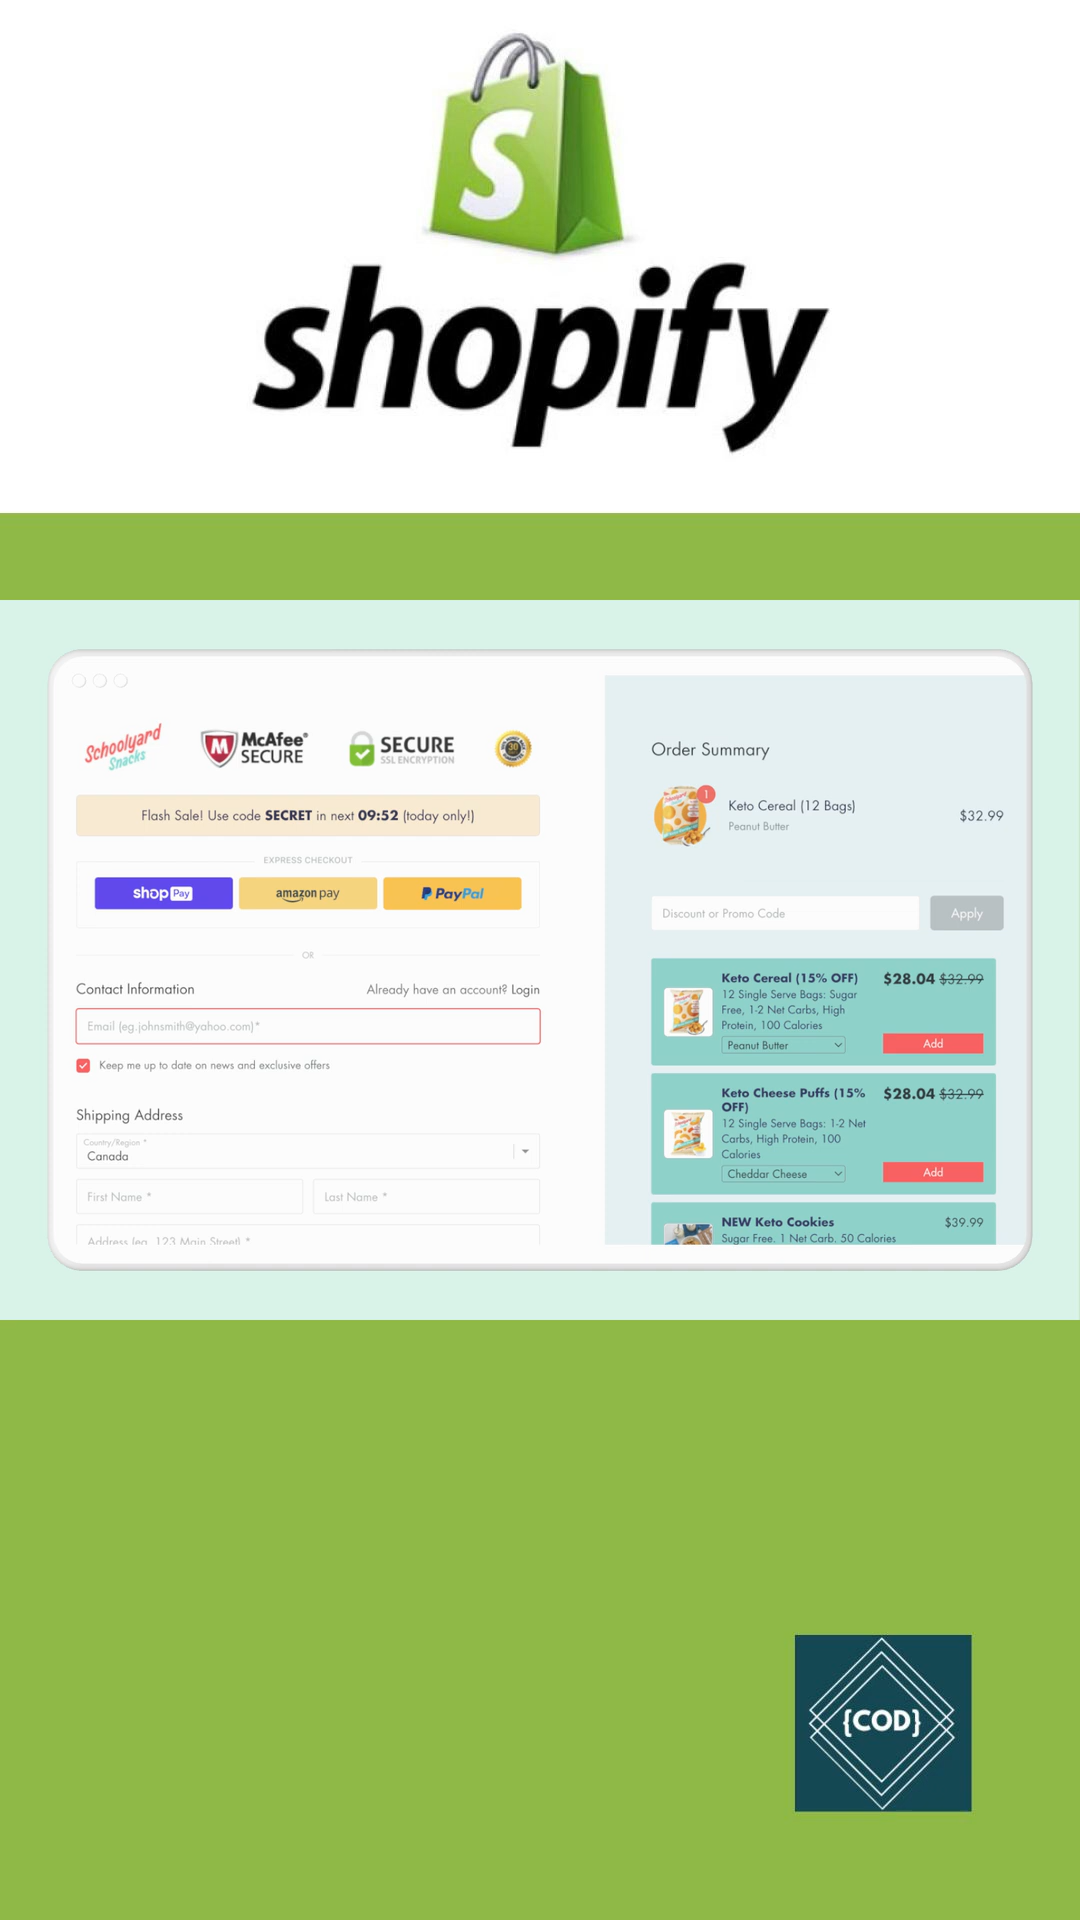 S
shopify
Schoolyard
Snacks
McAfee®
SECURE
SECURE
SSL ENCRYPTION
30
Flash Sale! Use code SECRET in next 09:52 (today only!)
EXPRESS CHECKOUT
shop Pay
amazon pay
PayPal
OR
Contact Information
Already have an account? Login
Email (eg.johnsmith@yahoo.com)*
Keep me up to date on news and exclusive offers
Shipping Address
Country/Region *
Canada
First Name *
Last Name *
Address (eg. 123 Main Street) *
Order Summary
1
Keto Cereal (12 Bags)
Peanut Butter
$32.99
Discount or Promo Code
Apply
Keto Cereal (15% OFF)
$28.04 $32.99
12 Single Serve Bags: Sugar
Free, 1-2 Net Carbs, High
Protein, 100 Calories
Peanut Butter
Add
Keto Cheese Puffs (15%
OFF)
$28.04 $32.99
12 Single Serve Bags: 1-2 Net
Carbs, High Protein, 100
Calories
Cheddar Cheese
Add
NEW Keto Cookies
$39.99
Sugar Free, 1 Net Carb, 50 Calories
{COD}